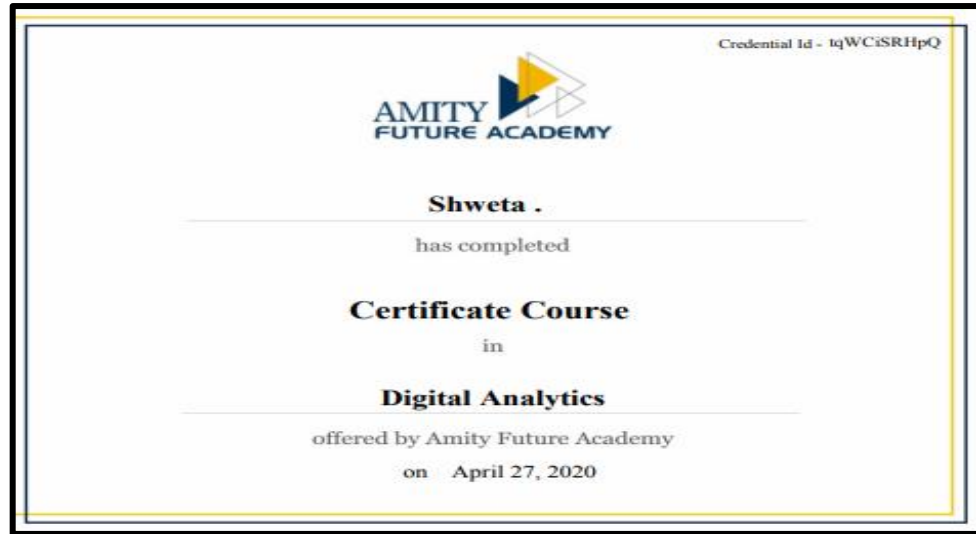 Credential Id - tqWCiSRHpQ
AMITY
FUTURE ACADEMY
Shweta .
has completed
Certificate Course
in
Digital Analytics
offered by Amity Future Academy
on April 27, 2020